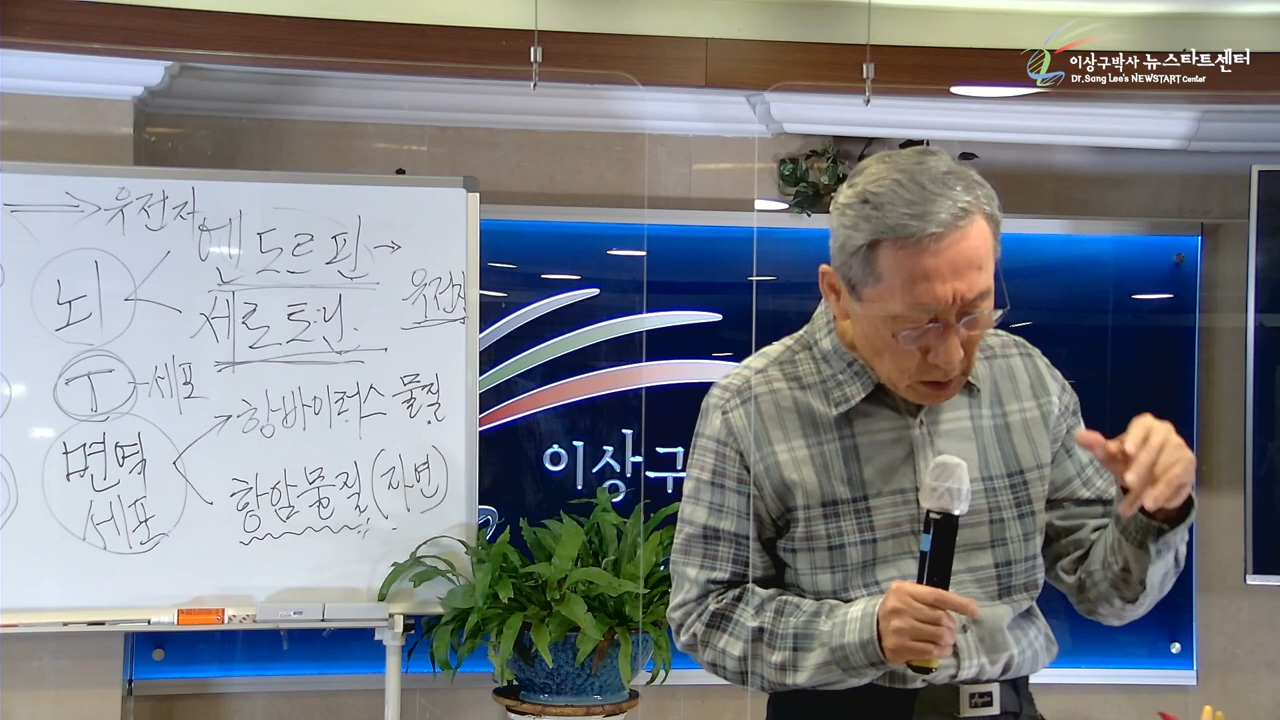 이상구박사 뉴스타트센터
Dr. Sang Lee's NEWSTART Center
유전자
엔도르핀
뇌
세로토닌
유전자
T-세포
항바이러스 물질
면역
세포
항암물질(자연)
이상구